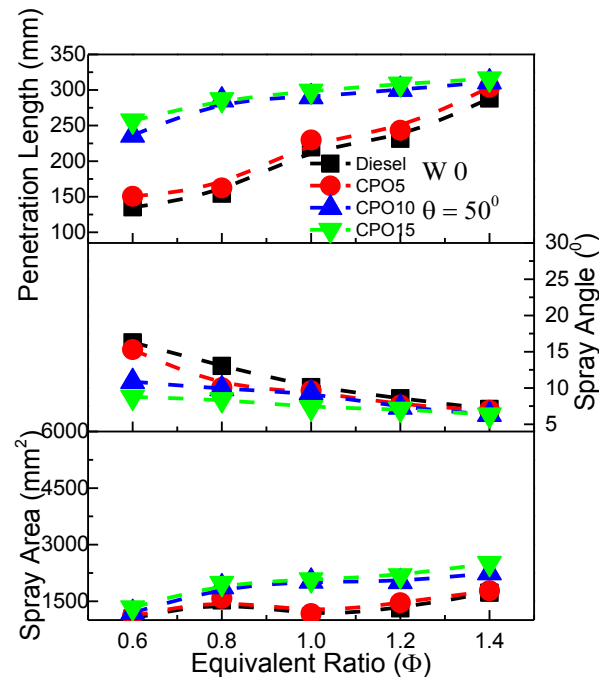 350
300
250
200
150
100
Penetration Length (mm)
Diesel
CPO5
CPO10
CPO15
W 0
θ = 50⁰
30
25
20
15
10
5
Spray Angle (⁰)
6000
4500
3000
1500
Spray Area (mm²)
0.6 0.8 1.0 1.2 1.4
Equivalent Ratio (Φ)